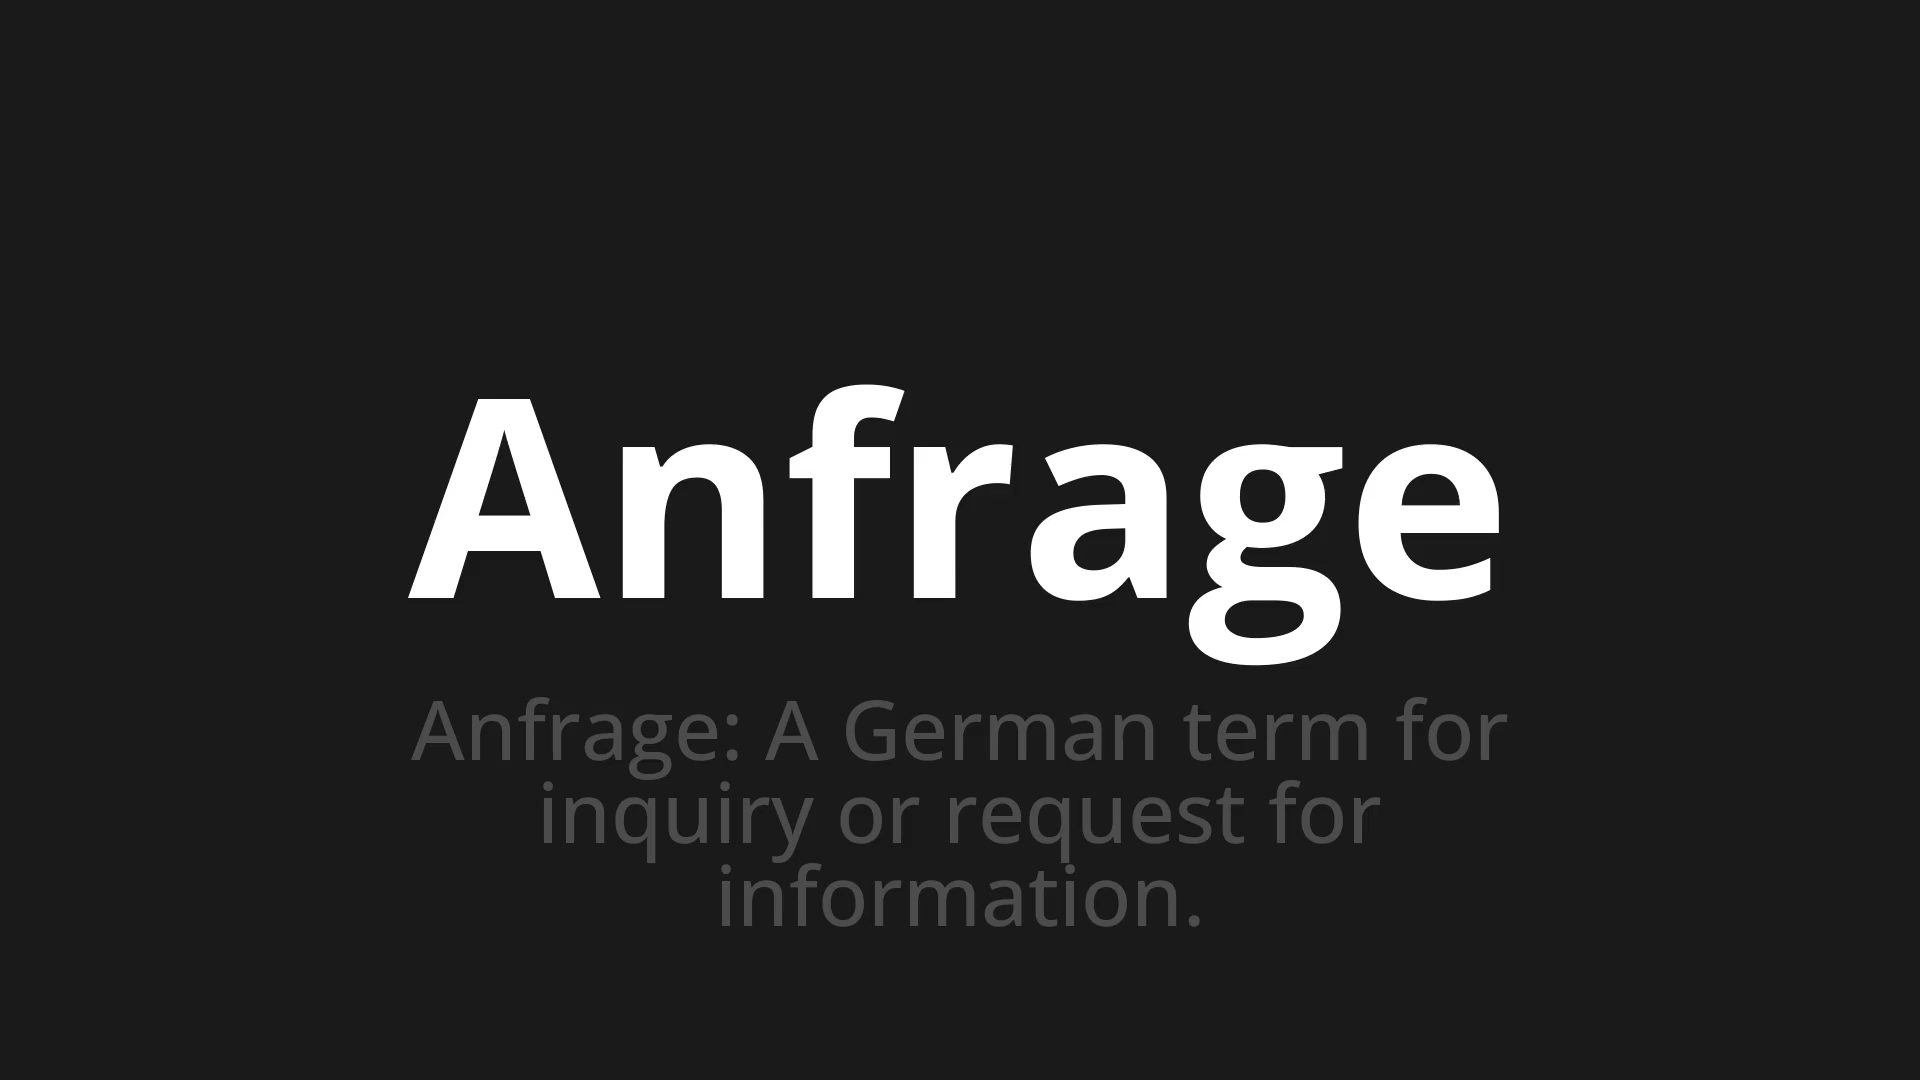 Anfrage
Anfrage: A German term for
inquiry or request for
information.